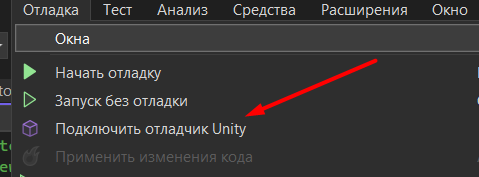 Отладка Тест Анализ Средства Расширения Окно
Окна
Начать отладку
Запуск без отладки
Подключить отладчик Unity
Применить изменения кода